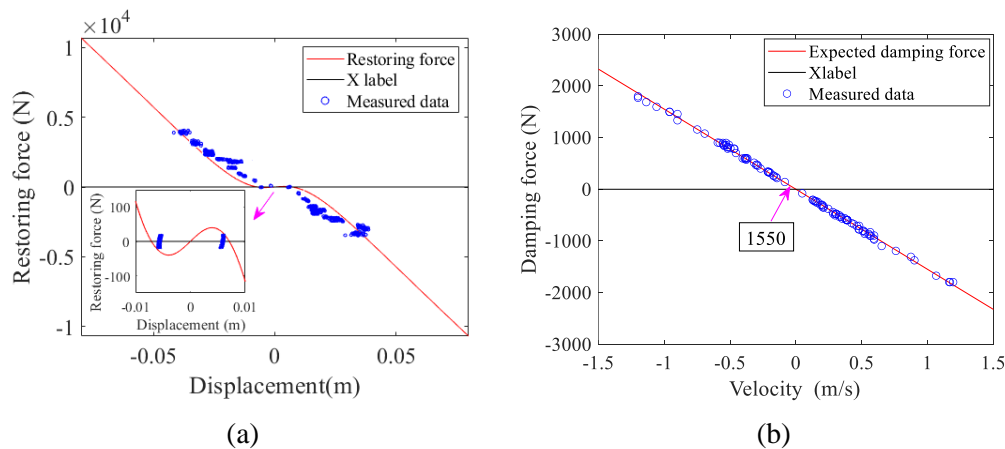 ×10⁴
1
0.5
0
-0.5
-1
-0.05
0
0.05
Restoring force (N)
Displacement(m)
Restoring force
X label
Measured data
100
0
-100
-0.01
0
0.01
Restoring force (N)
Displacement (m)
(a)
3000
2000
1000
0
-1000
-2000
-3000
-1.5
-1
-0.5
0
0.5
1
1.5
Damping force (N)
Velocity (m/s)
Expected damping force
Xlabel
Measured data
1550
(b)